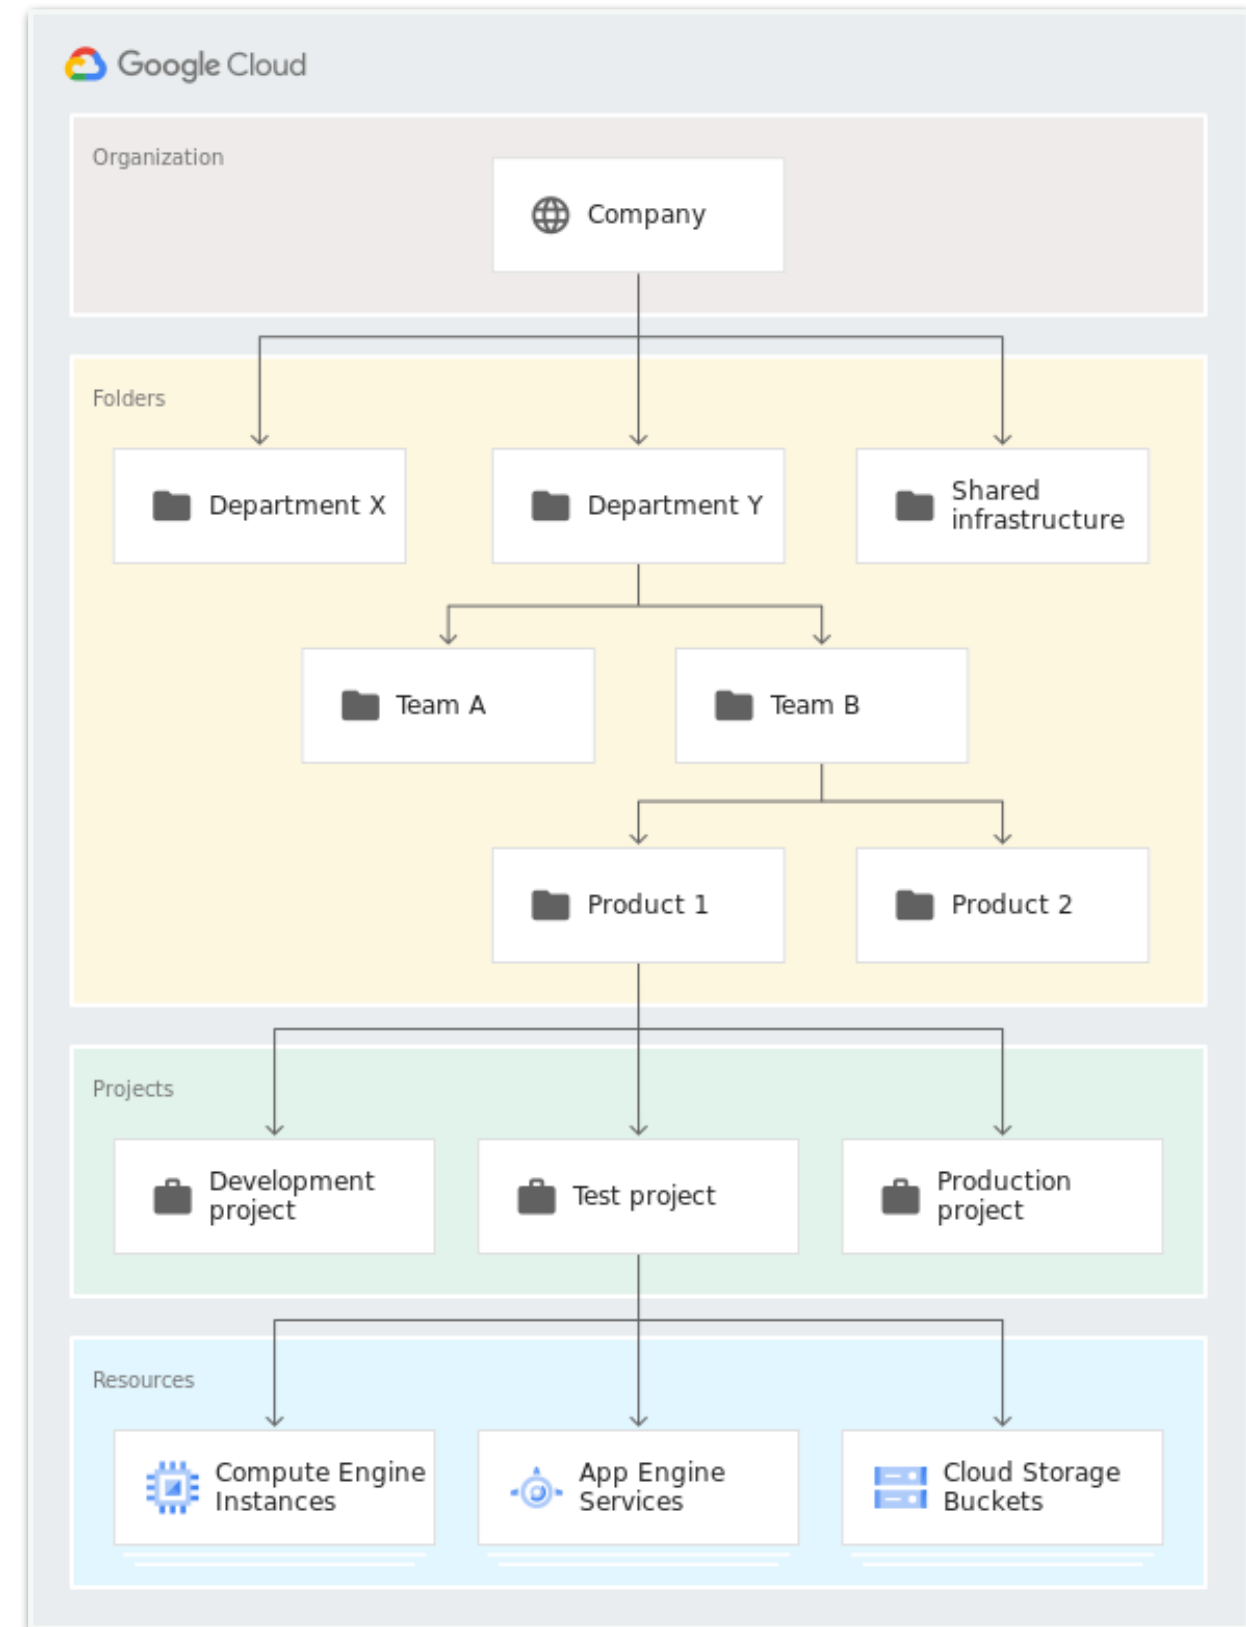 Google Cloud
Organization
Company
Folders
Department X
Department Y
Shared
infrastructure
Team A
Team B
Product 1
Product 2
Projects
Development
project
Test project
Production
project
Resources
Compute Engine
Instances
App Engine
Services
Cloud Storage
Buckets